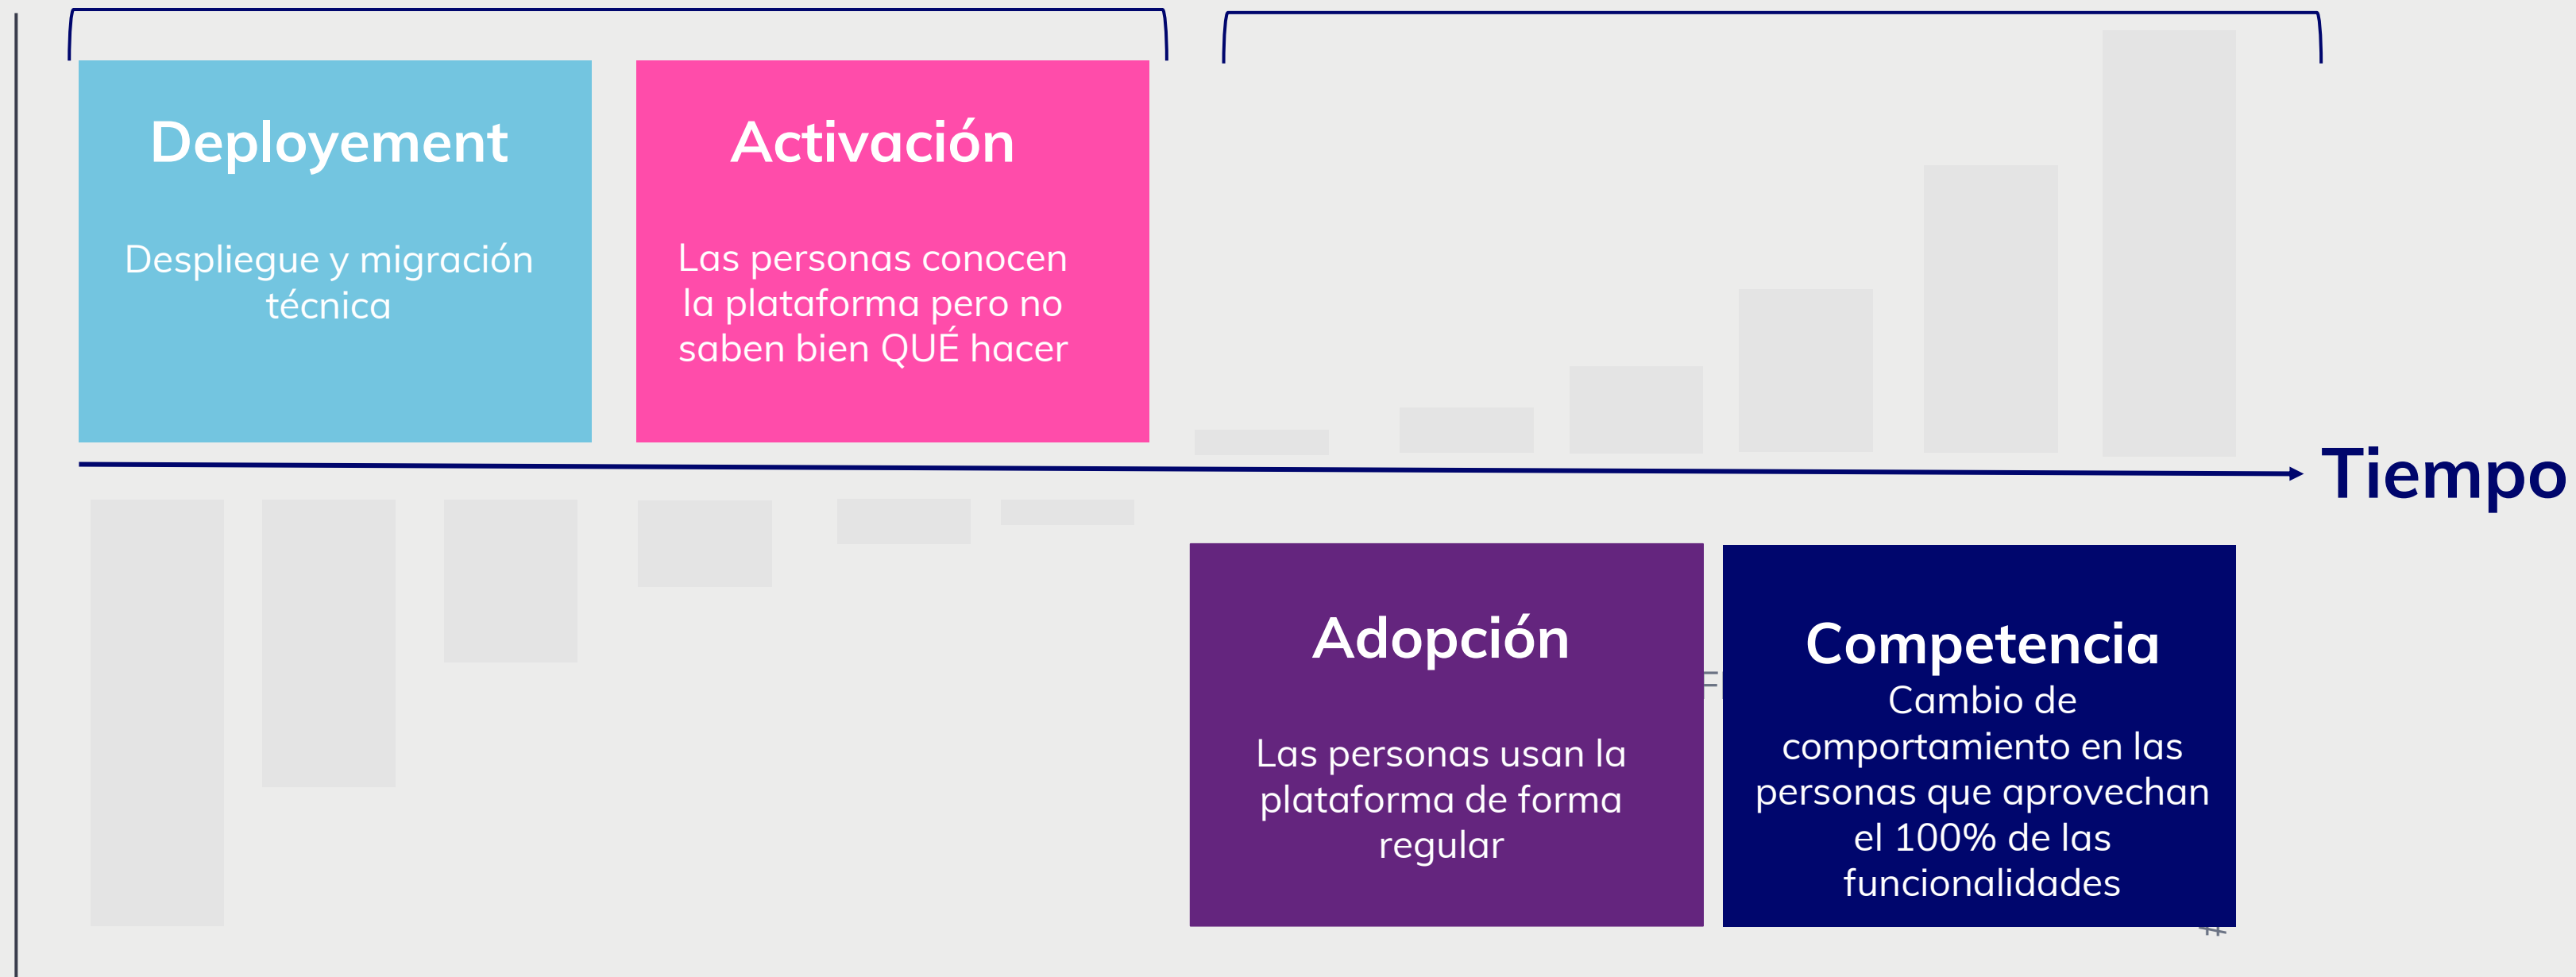 Deployement
Despliegue y migración
técnica
Activación
Las personas conocen
la plataforma pero no
saben bien QUÉ hacer
Tiempo
Adopción
Las personas usan la
plataforma de forma
regular
Competencia
Cambio de
comportamiento en las
personas que aprovechan
el 100% de las
funcionalidades